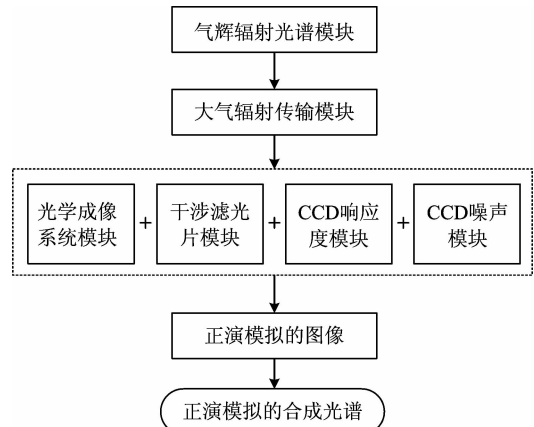 气辉辐射光谱模块
大气辐射传输模块
光学成像
系统模块
+
干涉滤光
片模块
+
CCD响应
度模块
+
CCD噪声
模块
正演模拟的图像
正演模拟的合成光谱